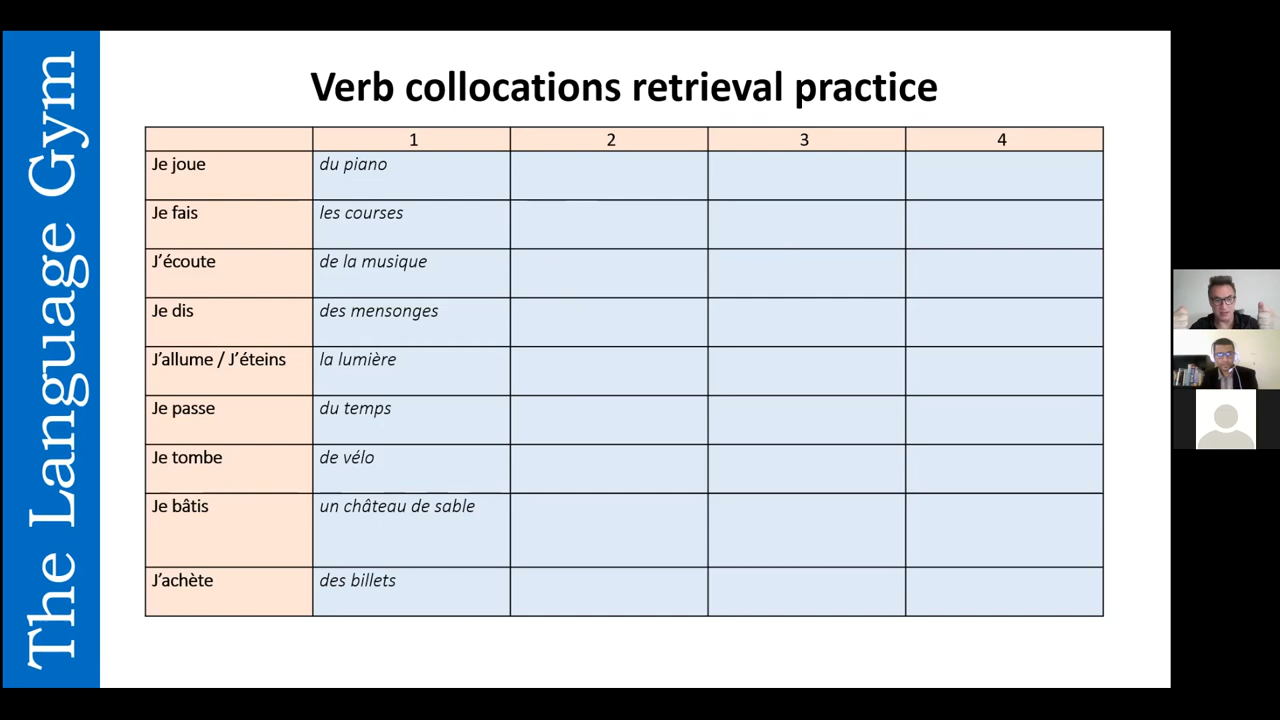 The Language Gym
Verb collocations retrieval practice
1 2 3 4
Je joue du piano
Je fais les courses
J’écoute de la musique
Je dis des mensonges
J’allume / J’éteins la lumière
Je passe du temps
Je tombe de vélo
Je bâtis un château de sable
J’achète des billets